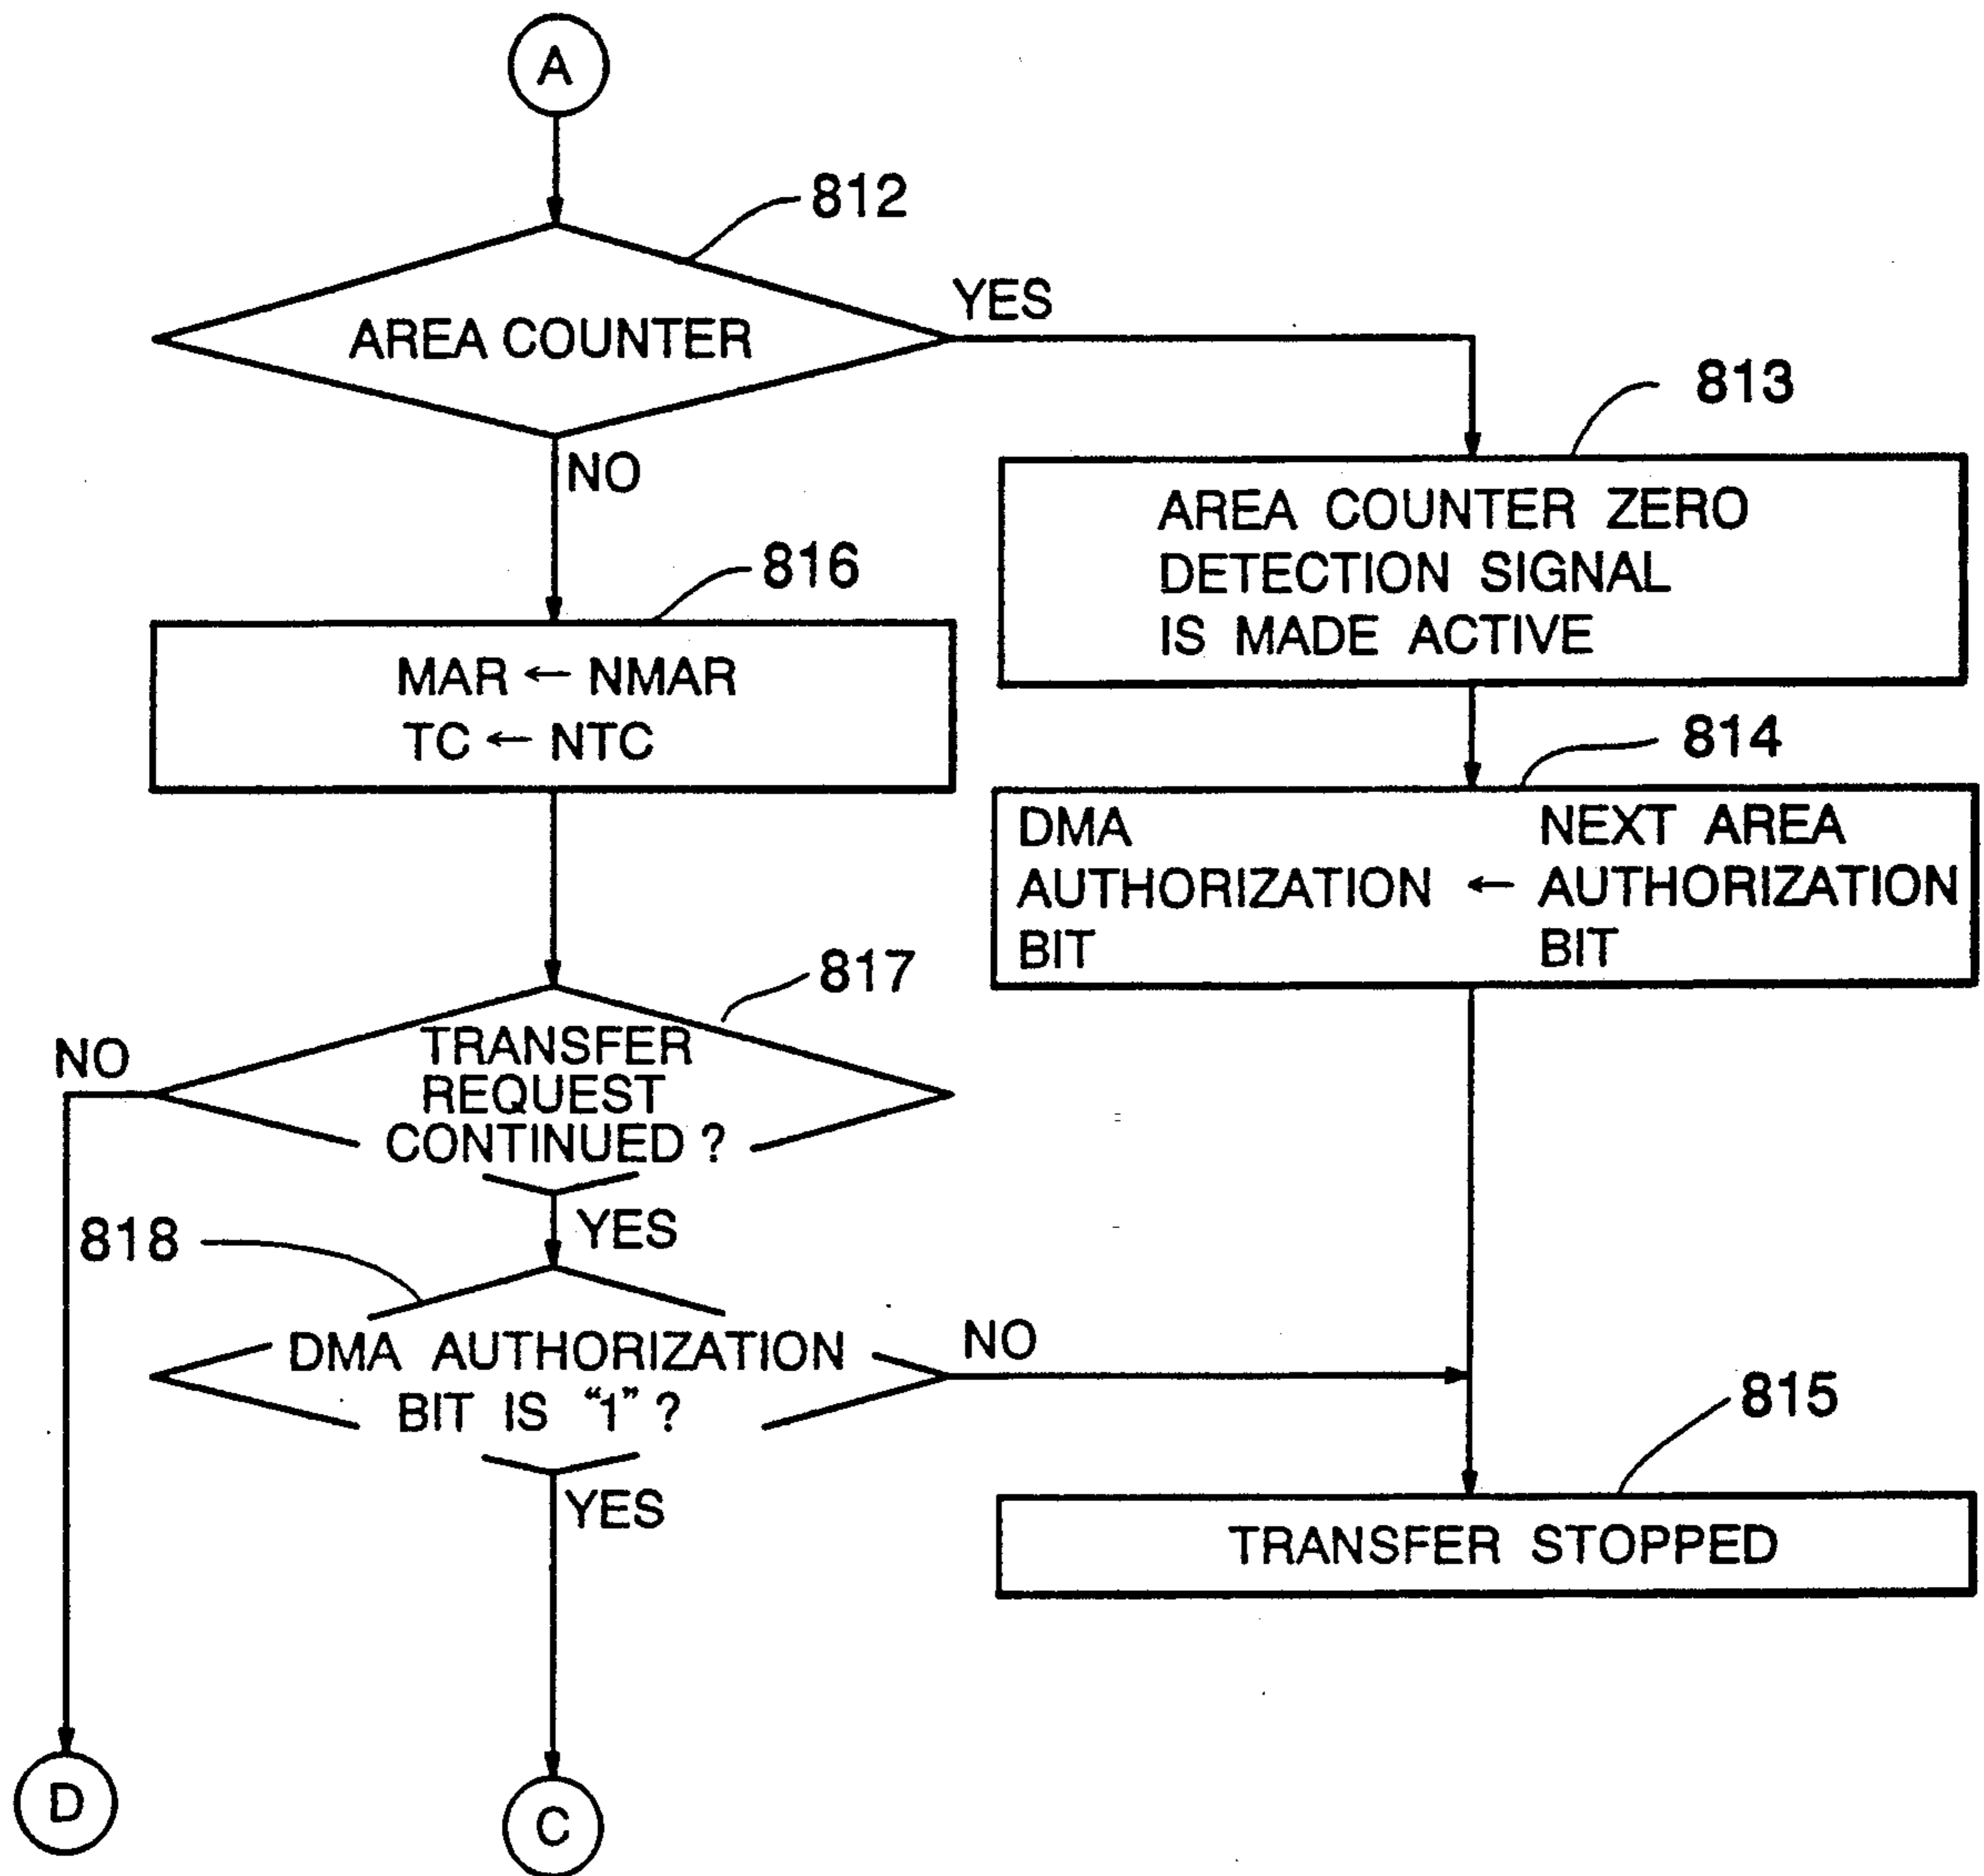 A
812
AREA COUNTER
YES
NO
813
AREA COUNTER ZERO
DETECTION SIGNAL
IS MADE ACTIVE
816
MAR ← NMAR
TC ← NTC
814
DMA NEXT AREA
AUTHORIZATION ← AUTHORIZATION
BIT BIT
817
TRANSFER
REQUEST
CONTINUED ?
NO
YES
818
DMA AUTHORIZATION
BIT IS “1” ?
NO
YES
815
TRANSFER STOPPED
D
C